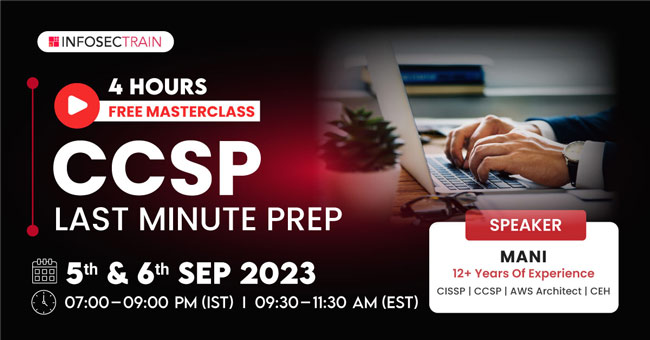 INFOSECTRAIN
4 HOURS
FREE MASTERCLASS
CCSP
LAST MINUTE PREP
5th & 6th SEP 2023
07:00–09:00 PM (IST) I 09:30–11:30 AM (EST)
SPEAKER
MANI
12+ Years Of Experience
CISSP | CCSP | AWS Architect | CEH